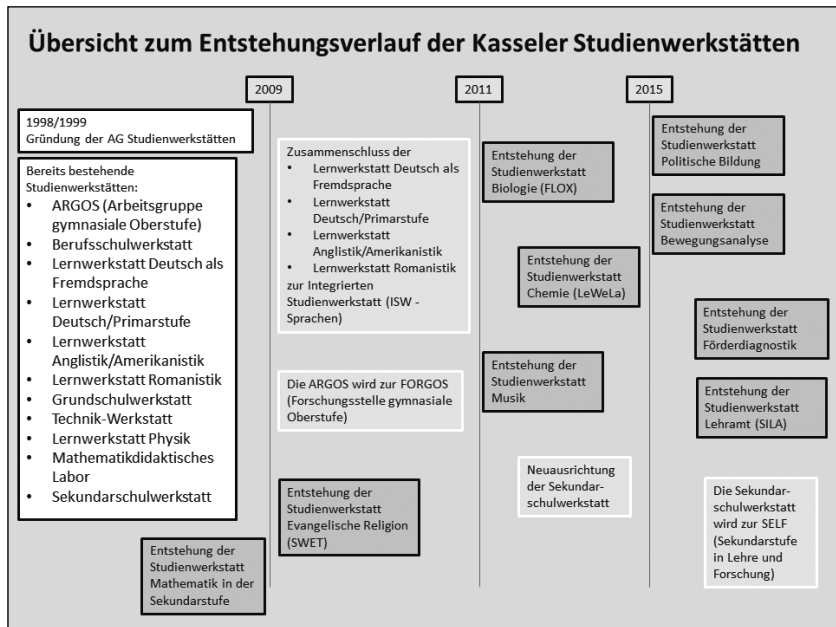 Übersicht zum Entstehungsverlauf der Kasseler Studienwerkstätten
2009
2011
2015
1998/1999
Gründung der AG Studienwerkstätten
Bereits bestehende
Studienwerkstätten:
• ARGOS (Arbeitsgruppe
gymnasiale Oberstufe)
• Berufsschulwerkstatt
• Lernwerkstatt Deutsch als
Fremdsprache
• Lernwerkstatt
Deutsch/Primarstufe
• Lernwerkstatt
Anglistik/Amerikanistik
• Lernwerkstatt Romanistik
• Grundschulwerkstatt
• Technik-Werkstatt
• Lernwerkstatt Physik
• Mathematikdidaktisches
Labor
• Sekundarschulwerkstatt
Entstehung der
Studienwerkstatt
Mathematik in der
Sekundarstufe
Zusammenschluss der
• Lernwerkstatt Deutsch als
Fremdsprache
• Lernwerkstatt
Deutsch/Primarstufe
• Lernwerkstatt
Anglistik/Amerikanistik
• Lernwerkstatt Romanistik
zur Integrierten
Studienwerkstatt (ISW -
Sprachen)
Die ARGOS wird zur FORGOS
(Forschungsstelle gymnasiale
Oberstufe)
Entstehung der
Studienwerkstatt
Evangelische Religion
(SWET)
Entstehung der
Studienwerkstatt
Biologie (FLOX)
Entstehung der
Studienwerkstatt
Chemie (LeWeLa)
Entstehung der
Studienwerkstatt
Musik
Neuausrichtung
der Sekundar-
schulwerkstatt
Entstehung der
Studienwerkstatt
Politische Bildung
Entstehung der
Studienwerkstatt
Bewegungsanalyse
Entstehung der
Studienwerkstatt
Förderdiagnostik
Entstehung der
Studienwerkstatt
Lehramt (SILA)
Die Sekundar-
schulwerkstatt
wird zur SELF
(Sekundarstufe
in Lehre und
Forschung)